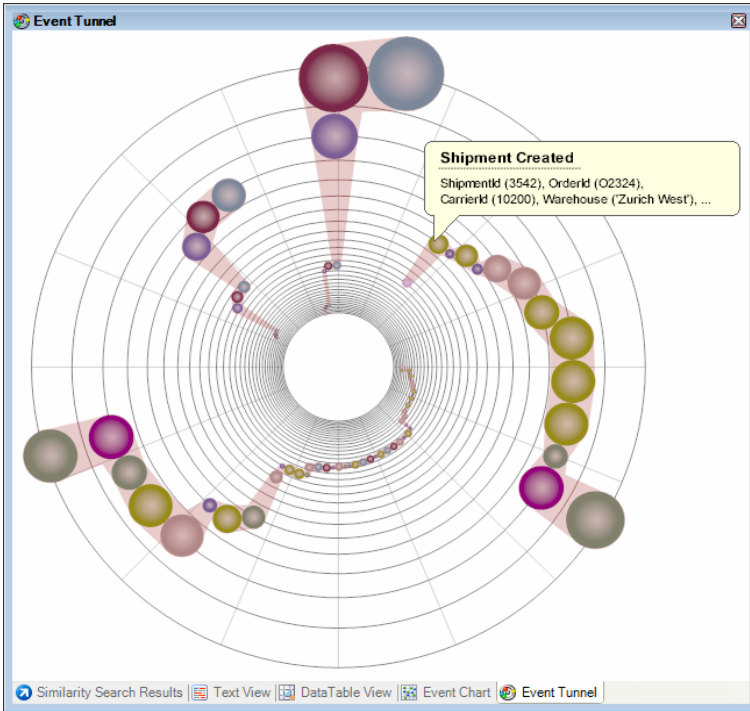 Event Tunnel
Shipment Created
ShipmentId (3542), OrderId (O2324),
CarrierId (10200), Warehouse ('Zurich West'), ...
Similarity Search Results
Text View
DataTable View
Event Chart
Event Tunnel